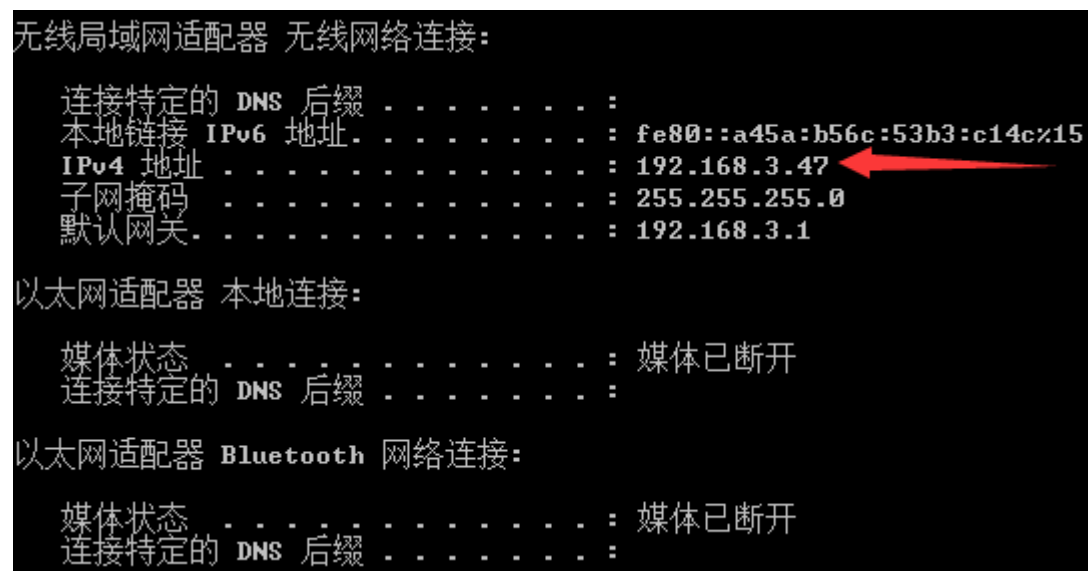 无线局域网适配器 无线网络连接:
连接特定的 DNS 后缀 . . . . . . . :
本地链接 IPv6 地址. . . . . . . . : fe80::a45a:b56c:53b3:c14c%15
IPv4 地址 . . . . . . . . . . . . : 192.168.3.47
子网掩码 . . . . . . . . . . . . : 255.255.255.0
默认网关. . . . . . . . . . . . . : 192.168.3.1
以太网适配器 本地连接:
媒体状态 . . . . . . . . . . . . : 媒体已断开
连接特定的 DNS 后缀 . . . . . . . :
以太网适配器 Bluetooth 网络连接:
媒体状态 . . . . . . . . . . . . : 媒体已断开
连接特定的 DNS 后缀 . . . . . . . :